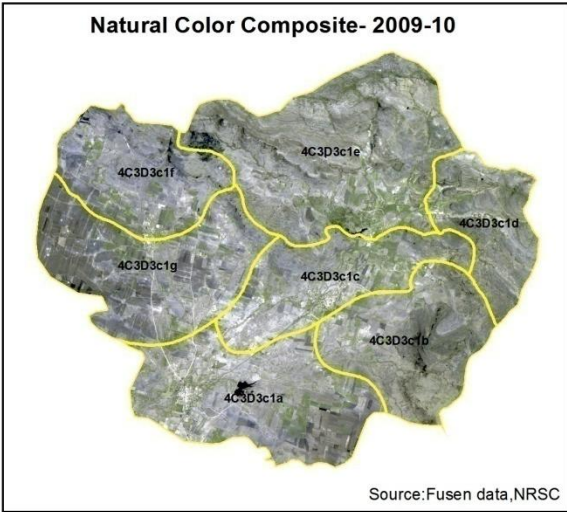 Natural Color Composite- 2009-10
4C3D3c1e
4C3D3c1f
4C3D3c1d
4C3D3c1g
4C3D3c1c
4C3D3c1b
4C3D3c1a
Source:Fusen data,NRSC